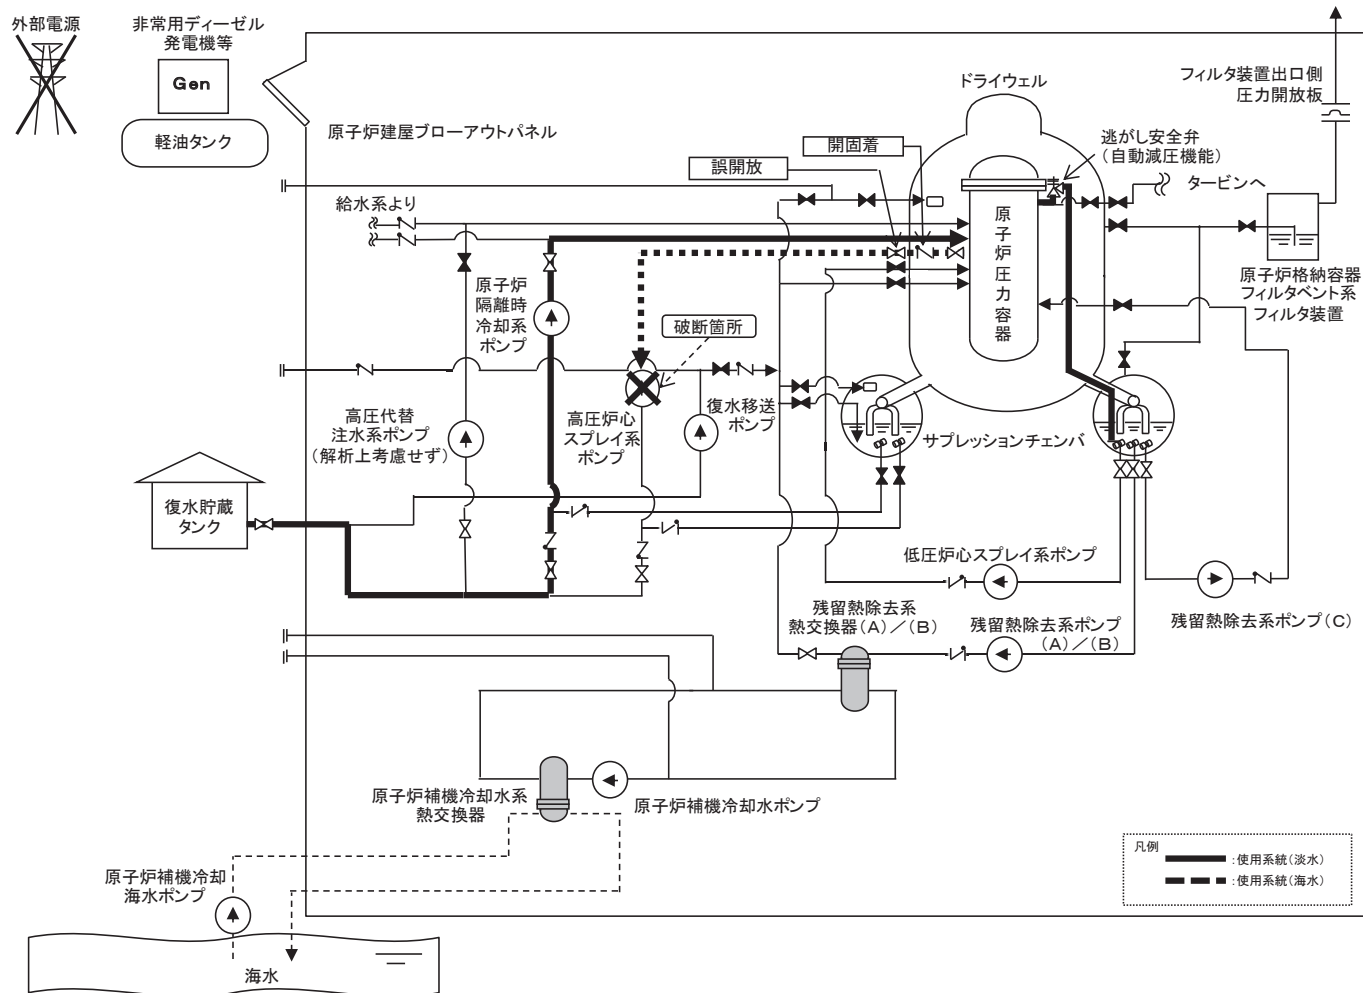 外部電源
非常用ディーゼル
発電機等
Gen
軽油タンク
原子炉建屋ブローアウトパネル
ドライウェル
フィルタ装置出口側
圧力開放板
開固着
誤開放
逃がし安全弁
(自動減圧機能)
タービンへ
給水系より
原子炉圧力容器
原子炉
隔離時
冷却系
ポンプ
原子炉格納容器
フィルタベント系
フィルタ装置
破断箇所
高圧代替
注水系ポンプ
(解析上考慮せず)
高圧炉心
スプレイ系
ポンプ
復水移送
ポンプ
サプレッションチェンバ
復水貯蔵
タンク
低圧炉心スプレイ系ポンプ
残留熱除去系
熱交換器(A)/(B)
残留熱除去系ポンプ
(A)/(B)
残留熱除去系ポンプ(C)
原子炉補機冷却水系
熱交換器
原子炉補機冷却水ポンプ
原子炉補機冷却
海水ポンプ
海水
凡例
:使用系統(淡水)
:使用系統(海水)